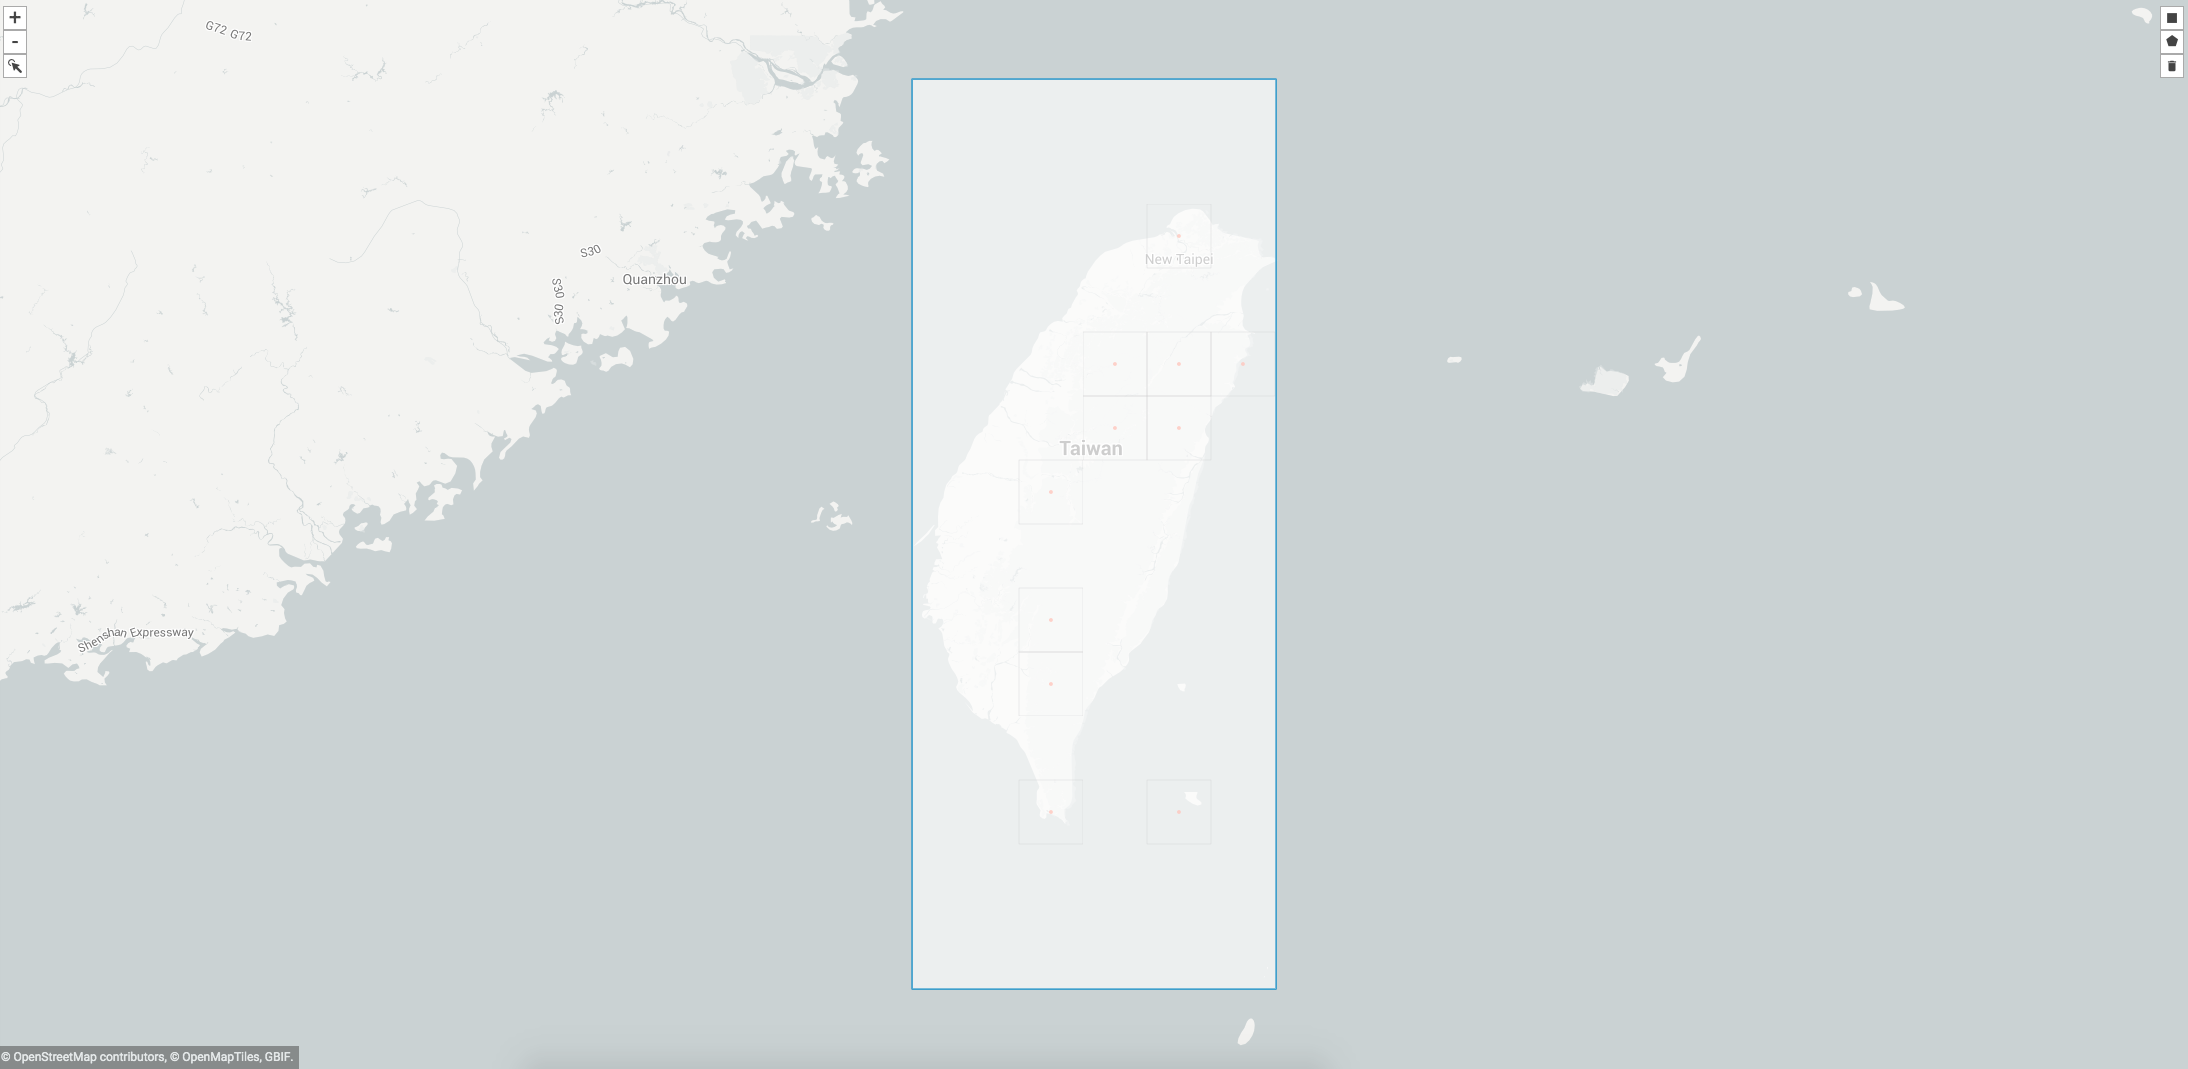 +
-
G72 G72
S30
Quanzhou
S30 S30
New Taipei
Taiwan
Shenshan Expressway
© OpenStreetMap contributors, © OpenMapTiles, GBIF.